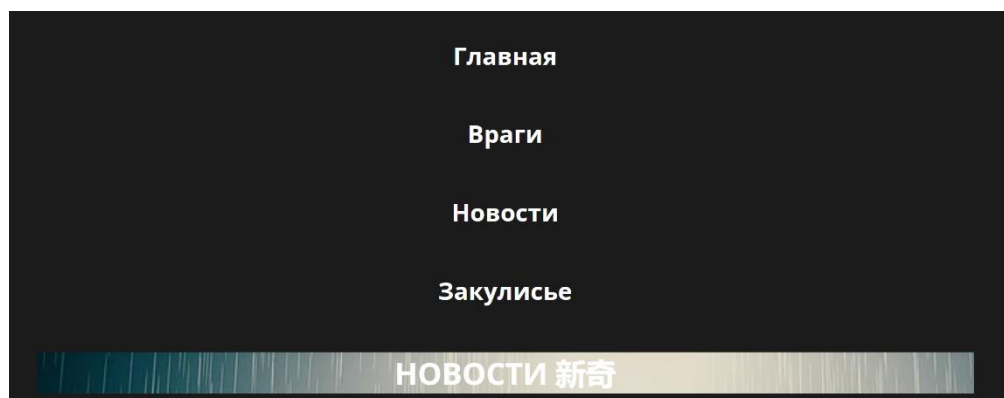 Главная
Враги
Новости
Закулисье
НОВОСТИ 新奇